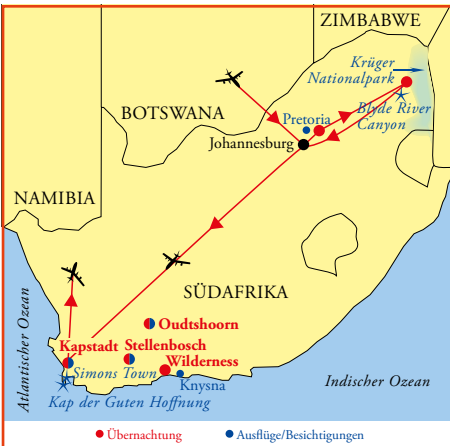 ZIMBABWE
Krüger
Nationalpark
BOTSWANA
Pretoria
Blyde River
Canyon
Johannesburg
NAMIBIA
SÜDAFRIKA
Atlantischer Ozean
Oudtshoorn
Kapstadt
Stellenbosch
Simons Town
Wilderness
Knysna
Indischer Ozean
Kap der Guten Hoffnung
Übernachtung
Ausflüge/Besichtigungen